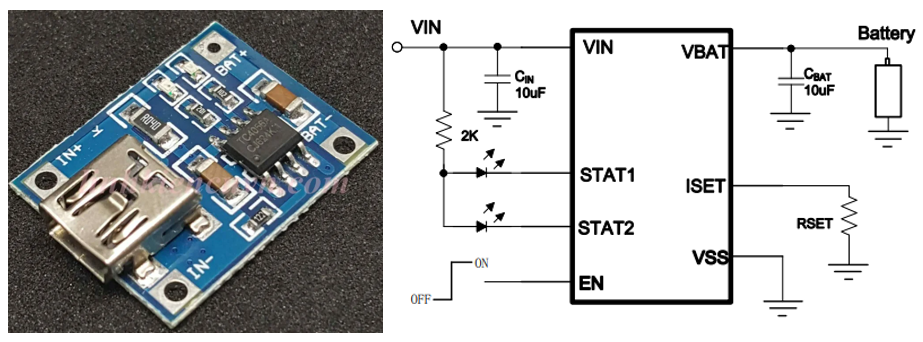 BAT+
BAT-
R040
IN+
IN-
VIN
VIN
VBAT
Battery
CIN
10uF
CBAT
10uF
2K
STAT1
ISET
RSET
STAT2
VSS
ON
OFF
EN